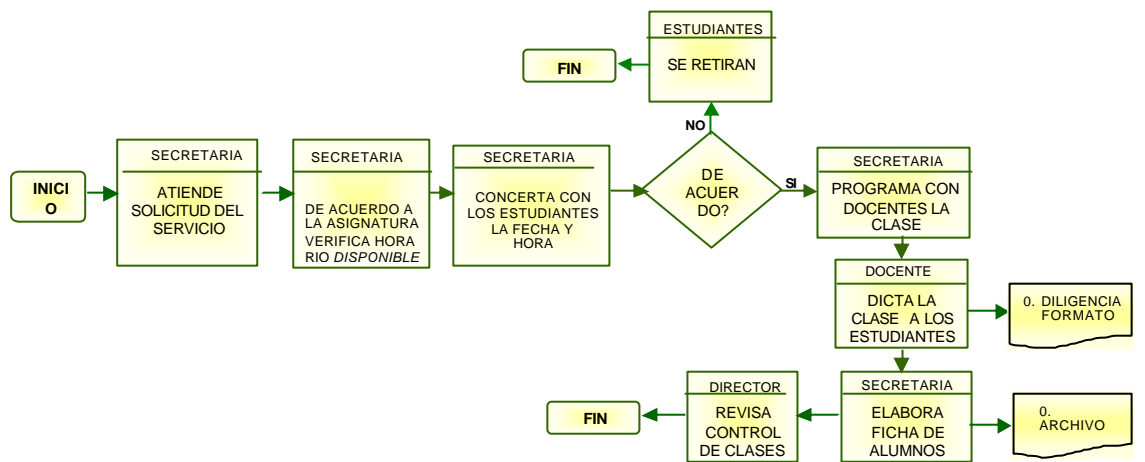 ESTUDIANTES
SE RETIRAN
FIN
NO
INICI
O
SECRETARIA
ATIENDE
SOLICITUD DEL
SERVICIO
SECRETARIA
DE ACUERDO A
LA ASIGNATURA
VERIFICA HORA
RIO DISPONIBLE
SECRETARIA
CONCERTA CON
LOS ESTUDIANTES
LA FECHA Y
HORA
DE
ACUER
DO?
SI
SECRETARIA
PROGRAMA CON
DOCENTES LA
CLASE
DOCENTE
DICTA LA
CLASE A LOS
ESTUDIANTES
0. DILIGENCIA
FORMATO
SECRETARIA
ELABORA
FICHA DE
ALUMNOS
0.
ARCHIVO
DIRECTOR
REVISA
CONTROL
DE CLASES
FIN